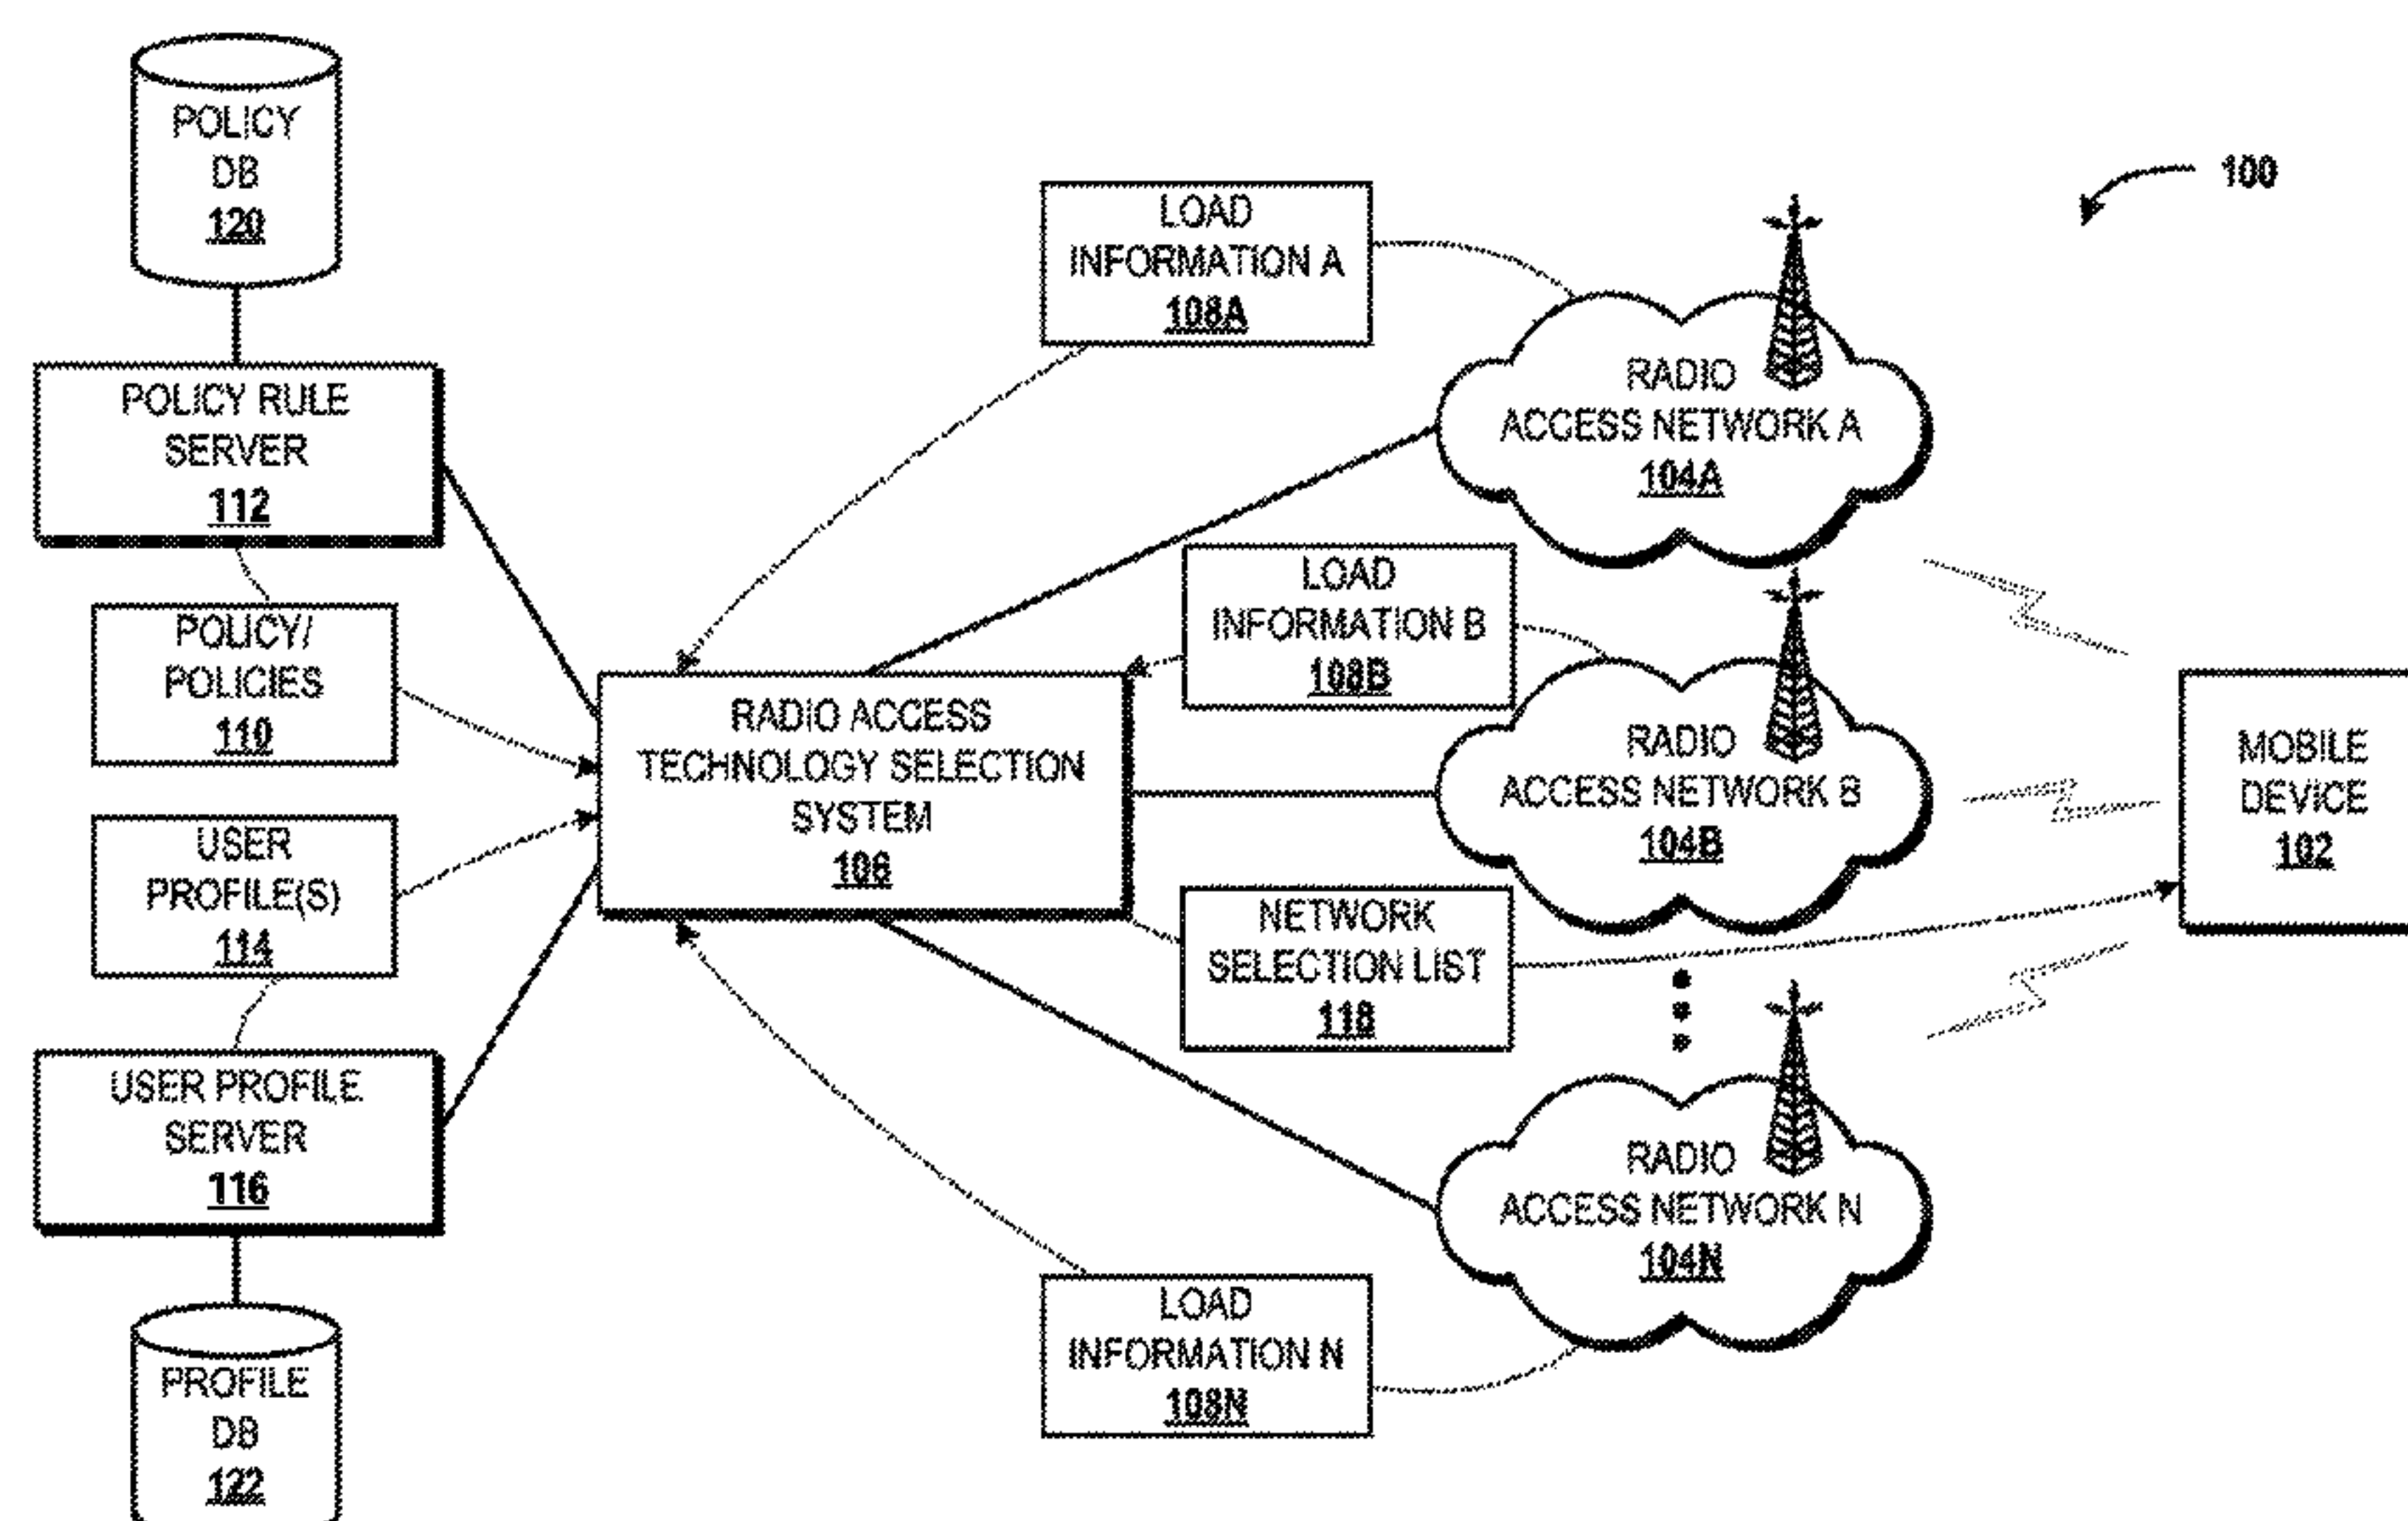 POLICY
DB
120
POLICY RULE
SERVER
112
POLICY/
POLICIES
110
USER
PROFILE(S)
114
USER PROFILE
SERVER
116
PROFILE
DB
122
RADIO ACCESS
TECHNOLOGY SELECTION
SYSTEM
106
LOAD
INFORMATION A
108A
LOAD
INFORMATION B
108B
NETWORK
SELECTION LIST
118
LOAD
INFORMATION N
108N
RADIO
ACCESS NETWORK A
104A
RADIO
ACCESS NETWORK B
104B
RADIO
ACCESS NETWORK N
104N
100
MOBILE
DEVICE
102